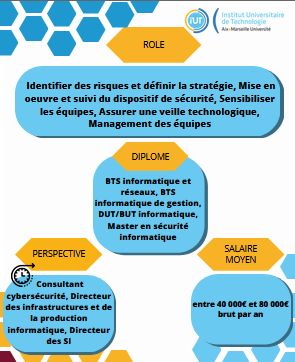 iUT
Institut Universitaire
de Technologie
Aix-Marseille Université
ROLE
Identifier des risques et définir la stratégie, Mise en
oeuvre et suivi du dispositif de sécurité, Sensibiliser
les équipes, Assurer une veille technologique,
Management des équipes
DIPLOME
BTS informatique et
réseaux, BTS
informatique de gestion,
DUT/BUT informatique,
Master en sécurité
informatique
PERSPECTIVE
Consultant
cybersécurité, Directeur
des infrastructures et de
la production
informatique, Directeur
des SI
SALAIRE
MOYEN
entre 40 000€ et 80 000€
brut par an